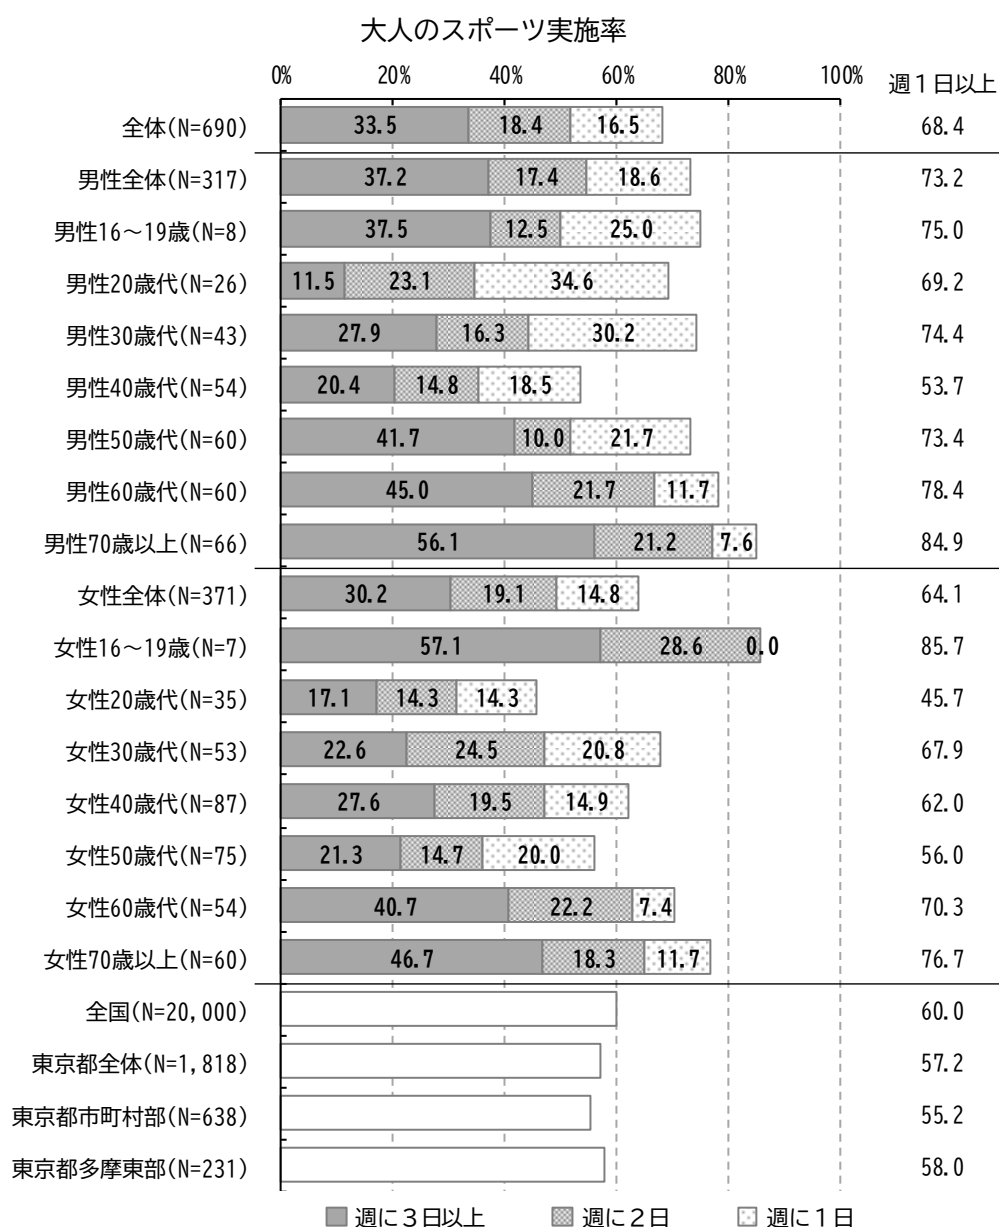 大人のスポーツ実施率
0% 20% 40% 60% 80% 100% 週１日以上
全体(N=690) 33.5 18.4 16.5 68.4
男性全体(N=317) 37.2 17.4 18.6 73.2
男性16～19歳(N=8) 37.5 12.5 25.0 75.0
男性20歳代(N=26) 11.5 23.1 34.6 69.2
男性30歳代(N=43) 27.9 16.3 30.2 74.4
男性40歳代(N=54) 20.4 14.8 18.5 53.7
男性50歳代(N=60) 41.7 10.0 21.7 73.4
男性60歳代(N=60) 45.0 21.7 11.7 78.4
男性70歳以上(N=66) 56.1 21.2 7.6 84.9
女性全体(N=371) 30.2 19.1 14.8 64.1
女性16～19歳(N=7) 57.1 28.6 0.0 85.7
女性20歳代(N=35) 17.1 14.3 14.3 45.7
女性30歳代(N=53) 22.6 24.5 20.8 67.9
女性40歳代(N=87) 27.6 19.5 14.9 62.0
女性50歳代(N=75) 21.3 14.7 20.0 56.0
女性60歳代(N=54) 40.7 22.2 7.4 70.3
女性70歳以上(N=60) 46.7 18.3 11.7 76.7
全国(N=20,000) 60.0
東京都全体(N=1,818) 57.2
東京都市町村部(N=638) 55.2
東京都多摩東部(N=231) 58.0
週に３日以上 週に２日 週に１日